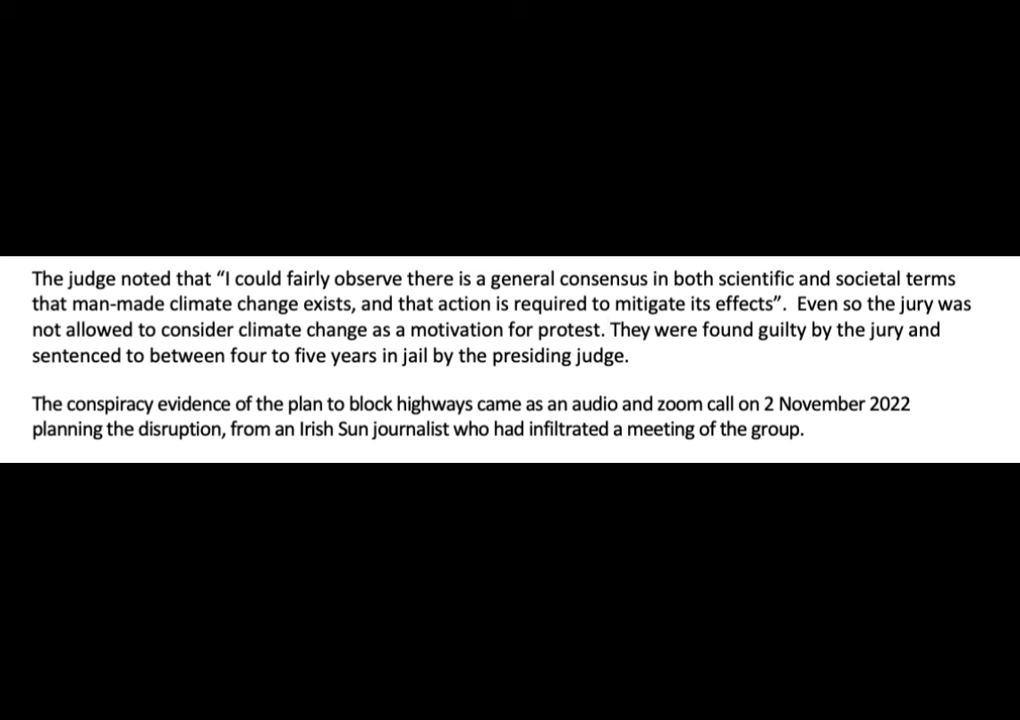 The judge noted that “I could fairly observe there is a general consensus in both scientific and societal terms
that man-made climate change exists, and that action is required to mitigate its effects”.  Even so the jury was
not allowed to consider climate change as a motivation for protest. They were found guilty by the jury and
sentenced to between four to five years in jail by the presiding judge.
The conspiracy evidence of the plan to block highways came as an audio and zoom call on 2 November 2022
planning the disruption, from an Irish Sun journalist who had infiltrated a meeting of the group.